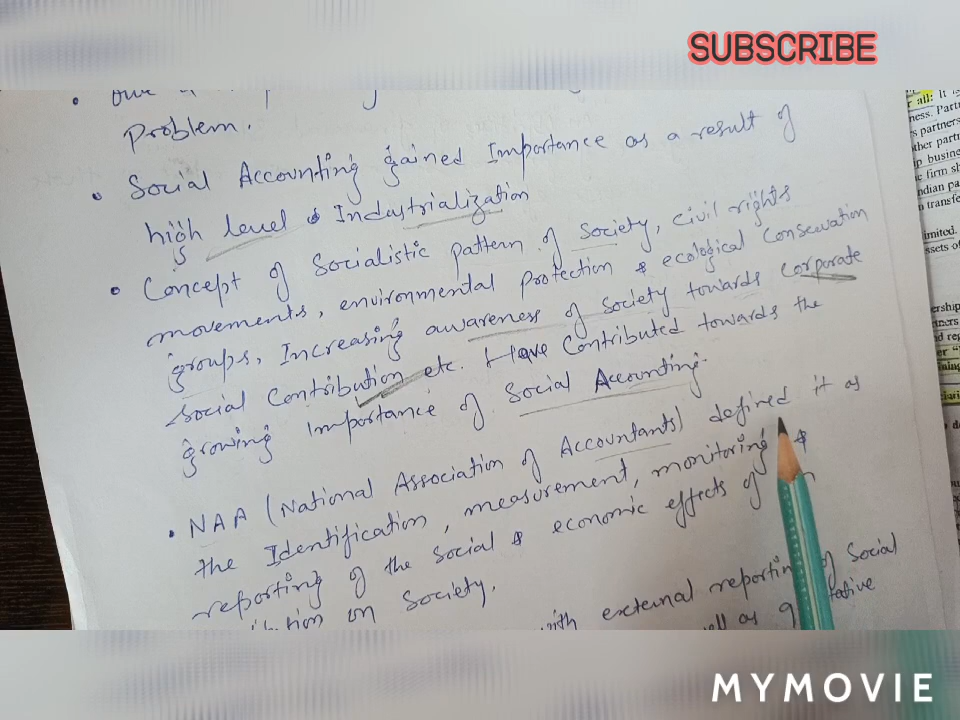 SUBSCRIBE
problem.
• Social Accounting gained Importance as a result of
high level & Industrialization
• Concept of Socialistic pattern of Society, civil rights
movements, environmental protection & ecological Conservation
groups, Increasing awareness of society towards corporate
social contribution etc. Have Contributed towards the
growing importance of Social Accounting.
• NAA (National Association of Accountants) defined it as
the Identification, measurement, monitoring &
reporting of the social & economic effects of
on society.
with external reporting of Social
as
MYMOVIE